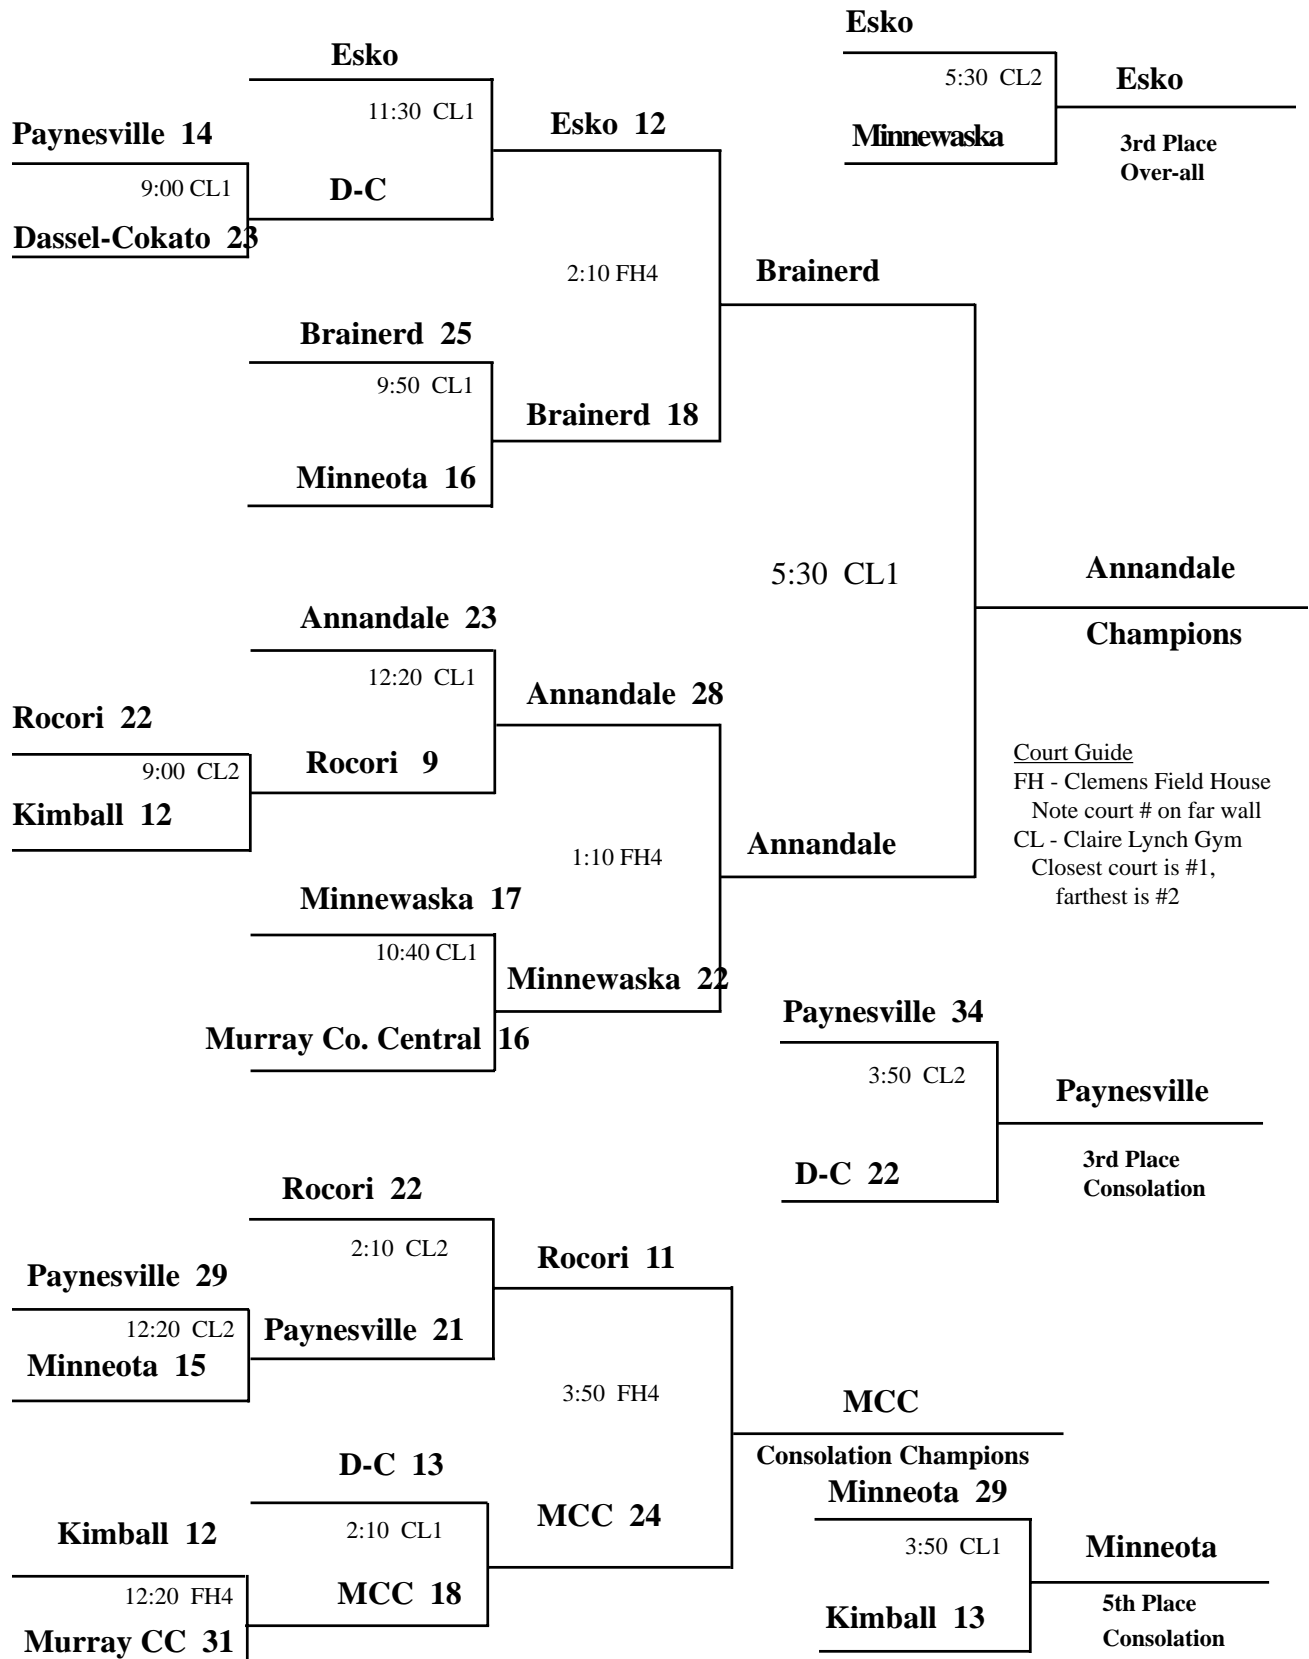 Esko
Esko
5:30 CL2
Esko
11:30 CL1
Esko 12
Paynesville 14
Minnewaska
3rd Place
Over-all
9:00 CL1
D-C
Dassel-Cokato 23
2:10 FH4
Brainerd
Brainerd 25
9:50 CL1
Brainerd 18
Minneota 16
5:30 CL1
Annandale
Annandale 23
Champions
12:20 CL1
Annandale 28
Rocori 22
9:00 CL2
Rocori 9
Kimball 12
Court Guide
FH - Clemens Field House
Note court # on far wall
CL - Claire Lynch Gym
Closest court is #1,
farthest is #2
1:10 FH4
Annandale
Minnewaska 17
10:40 CL1
Minnewaska 22
Murray Co. Central 16
Paynesville 34
3:50 CL2
Paynesville
D-C 22
3rd Place
Consolation
Rocori 22
2:10 CL2
Rocori 11
Paynesville 29
12:20 CL2
Paynesville 21
Minneota 15
3:50 FH4
MCC
Consolation Champions
D-C 13
Minneota 29
Kimball 12
2:10 CL1
MCC 24
3:50 CL1
Minneota
12:20 FH4
MCC 18
Kimball 13
5th Place
Consolation
Murray CC 31